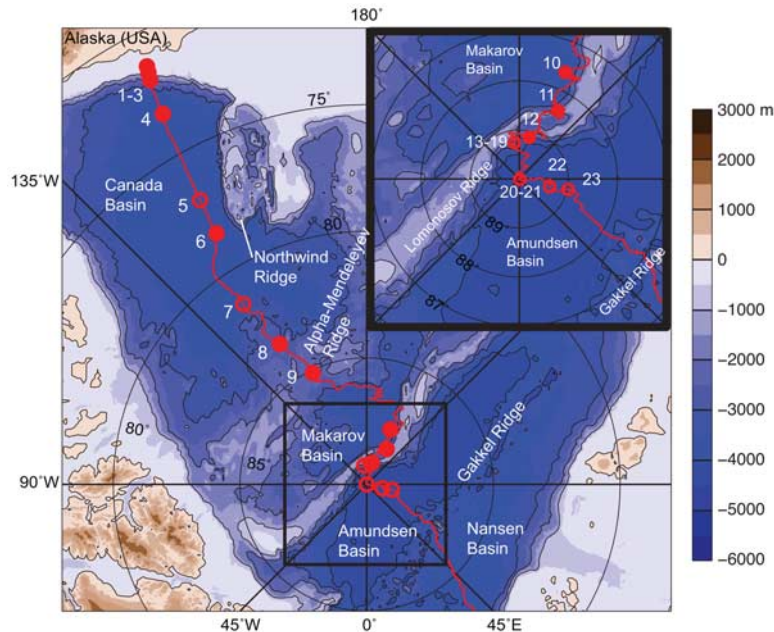 180°
Alaska (USA)
1-3
4
75°
135°W
Canada
Basin
5
6
80
Northwind
Ridge
7
Alpha-Mendeleyev
Ridge
8
9
80°
85°
Makarov
Basin
Gakkel Ridge
90°W
90°E
Amundsen
Basin
Nansen
Basin
45°W
0°
45°E
Makarov
Basin
10
11
12
13-19
22
23
20-21
Lomonosov Ridge
Amundsen
Basin
89°
88°
87°
Gakkel Ridge
3000 m
2000
1000
0
−1000
−2000
−3000
−4000
−5000
−6000